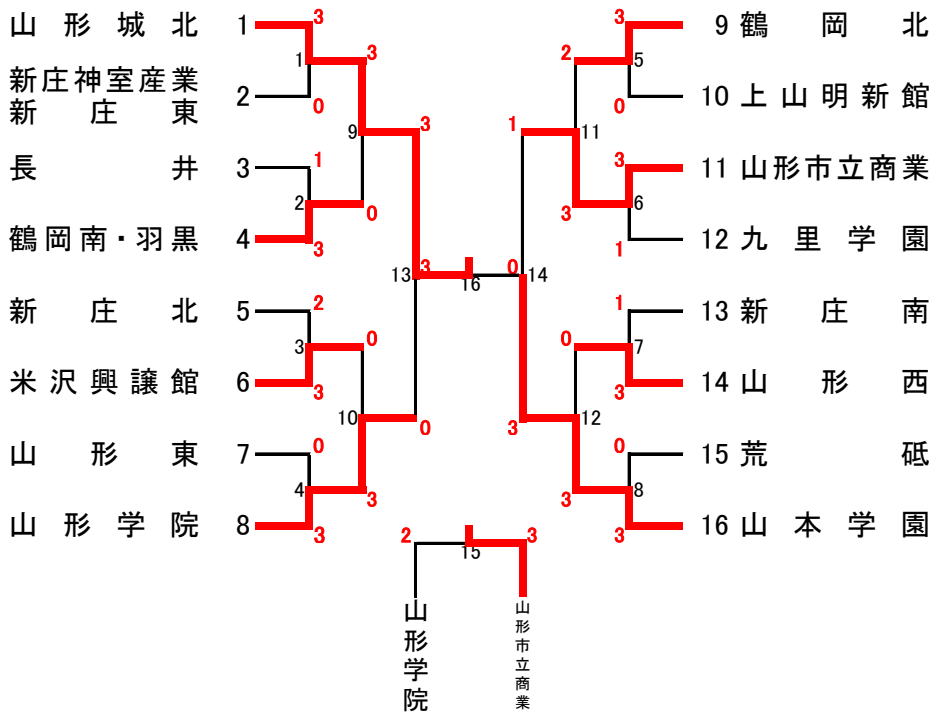 山形城北 1
新庄神室産業
新庄東 2
長井 3
鶴岡南・羽黒 4
新庄北 5
米沢興譲館 6
山形東 7
山形学院 8
9 鶴岡北
10 上山明新館
11 山形市立商業
12 九里学園
13 新庄南
14 山形西
15 荒砥
16 山本学園
3
1
0
1
2
3
2
3
3
0
4
3
3
9
0
0
10
3
3
13
0
3
16
0
14
1
3
2
11
3
0
12
3
3
5
0
3
6
1
1
7
3
0
8
3
2
15
3
山形学院
山形市立商業